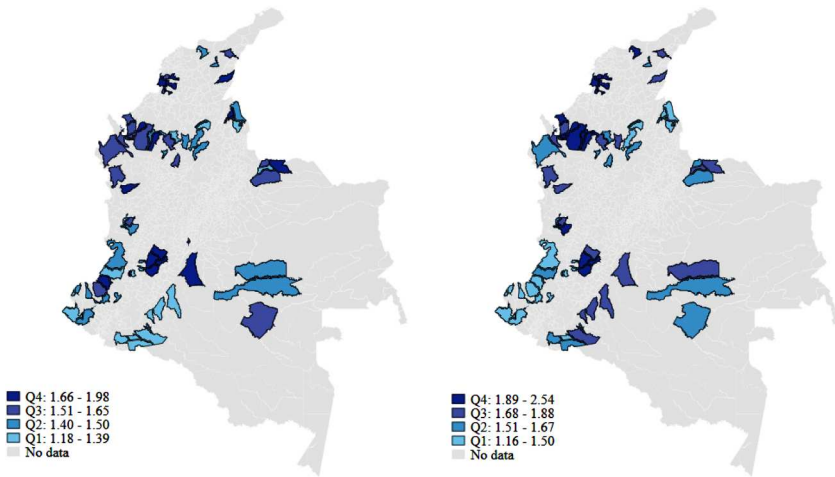 Q4: 1.66 - 1.98
Q3: 1.51 - 1.65
Q2: 1.40 - 1.50
Q1: 1.18 - 1.39
No data
Q4: 1.89 - 2.54
Q3: 1.68 - 1.88
Q2: 1.51 - 1.67
Q1: 1.16 - 1.50
No data